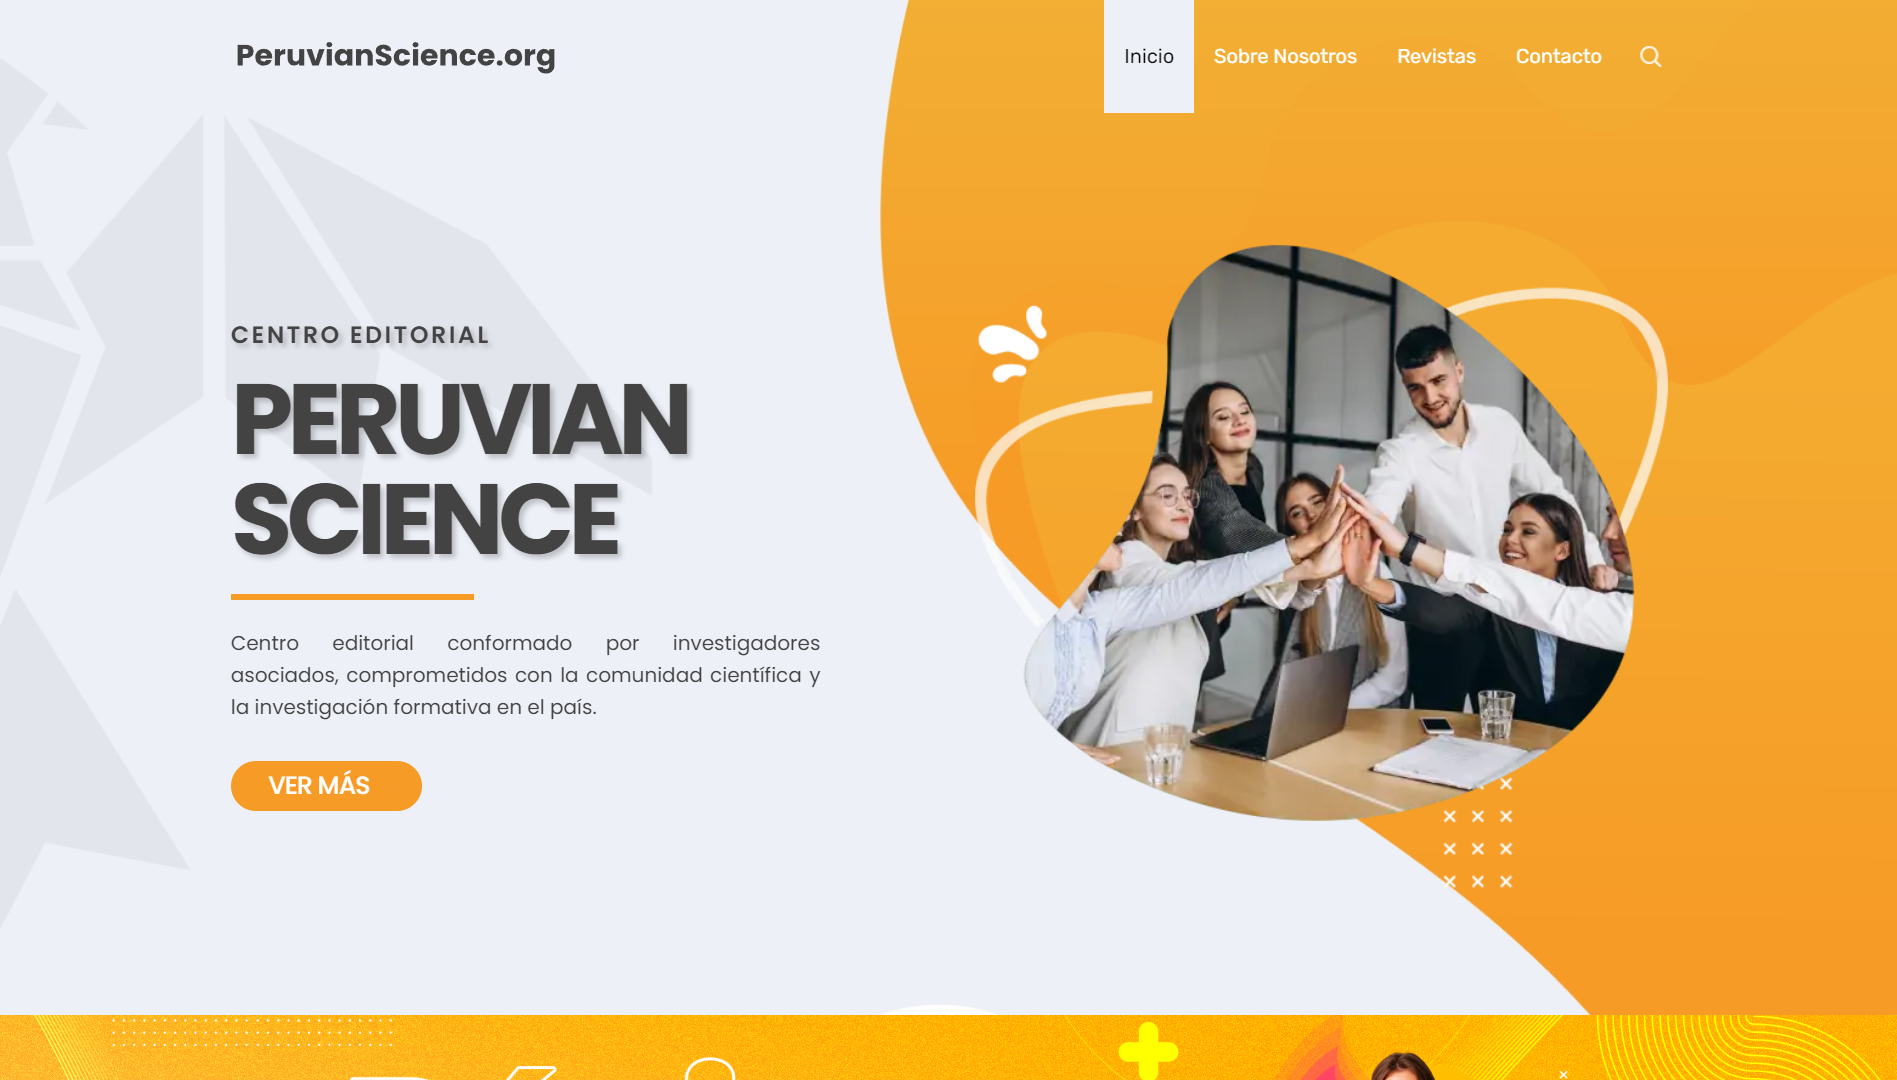 PeruvianScience.org
Inicio
Sobre Nosotros
Revistas
Contacto
CENTRO EDITORIAL
PERUVIAN
SCIENCE
Centro editorial conformado por investigadores
asociados, comprometidos con la comunidad científica y
la investigación formativa en el país.
VER MÁS